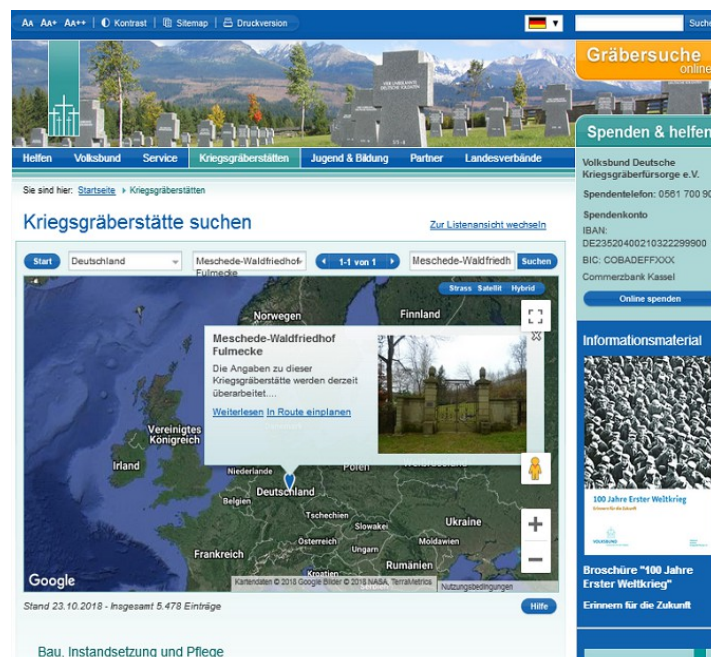 AA AA+ AA++ | Kontrast | Sitemap | Druckversion
Suche
Gräbersuche
online
VIER UNBEKANNTE
DEUTSCHE SOLDATEN
Spenden & helfen
Helfen Volksbund Service Kriegsgräberstätten Jugend & Bildung Partner Landesverbände
Sie sind hier: Startseite Kriegsgräberstätten
Kriegsgräberstätte suchen
Zur Listenansicht wechseln
Start Deutschland Meschede-Waldfriedhof- 1-1 von 1 Meschede-Waldfriedh Suchen
Fulmecke
Strass Satellit Hybrid
Norwegen
Finnland
Meschede-Waldfriedhof
Fulmecke
Die Angaben zu dieser
Kriegsgräberstätte werden derzeit
überarbeitet....
Weiterlesen In Route einplanen
Vereinigtes
Königreich
Irland
Niederlande
Polen
Belgien
Deutschland
Tschechien
Slowakei
Ukraine
Österreich
Ungarn
Moldawien
Frankreich
Rumänien
Kroatien
Google
Kartendaten © 2018 Google Bilder © 2018 NASA, TerraMetrics
Nutzungsbedingungen
Stand 23.10.2018 - Insgesamt 5.478 Einträge
Hilfe
Bau, Instandsetzung und Pflege
Volksbund Deutsche
Kriegsgräberfürsorge e.V.
Spendentelefon: 0561 700 90
Spendenkonto
IBAN:
DE23520400210322299900
BIC: COBADEFFXXX
Commerzbank Kassel
Online spenden
Informationsmaterial
100 Jahre Erster Weltkrieg
Erinnern für die Zukunft
VOLKSBUND
Broschüre "100 Jahre
Erster Weltkrieg"
Erinnern für die Zukunft